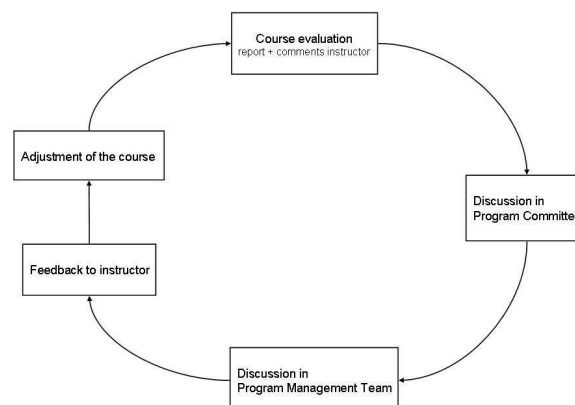 Course evaluation
report + comments instructor
Adjustment of the course
Discussion in
Program Committee
Feedback to instructor
Discussion in
Program Management Team